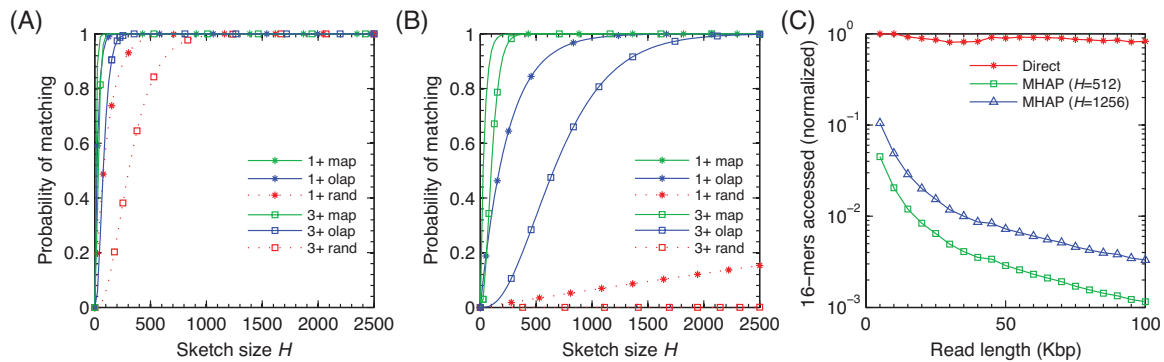 (A)
Probability of matching
1
0.8
0.6
0.4
0.2
0
0 500 1000 1500 2000 2500
Sketch size H
1+ map
1+ olap
1+ rand
3+ map
3+ olap
3+ rand
(B)
Probability of matching
1
0.8
0.6
0.4
0.2
0
0 500 1000 1500 2000 2500
Sketch size H
1+ map
1+ olap
1+ rand
3+ map
3+ olap
3+ rand
(C)
16−mers accessed (normalized)
10⁰
10⁻¹
10⁻²
10⁻³
0 50 100
Read length (Kbp)
Direct
MHAP (H=512)
MHAP (H=1256)